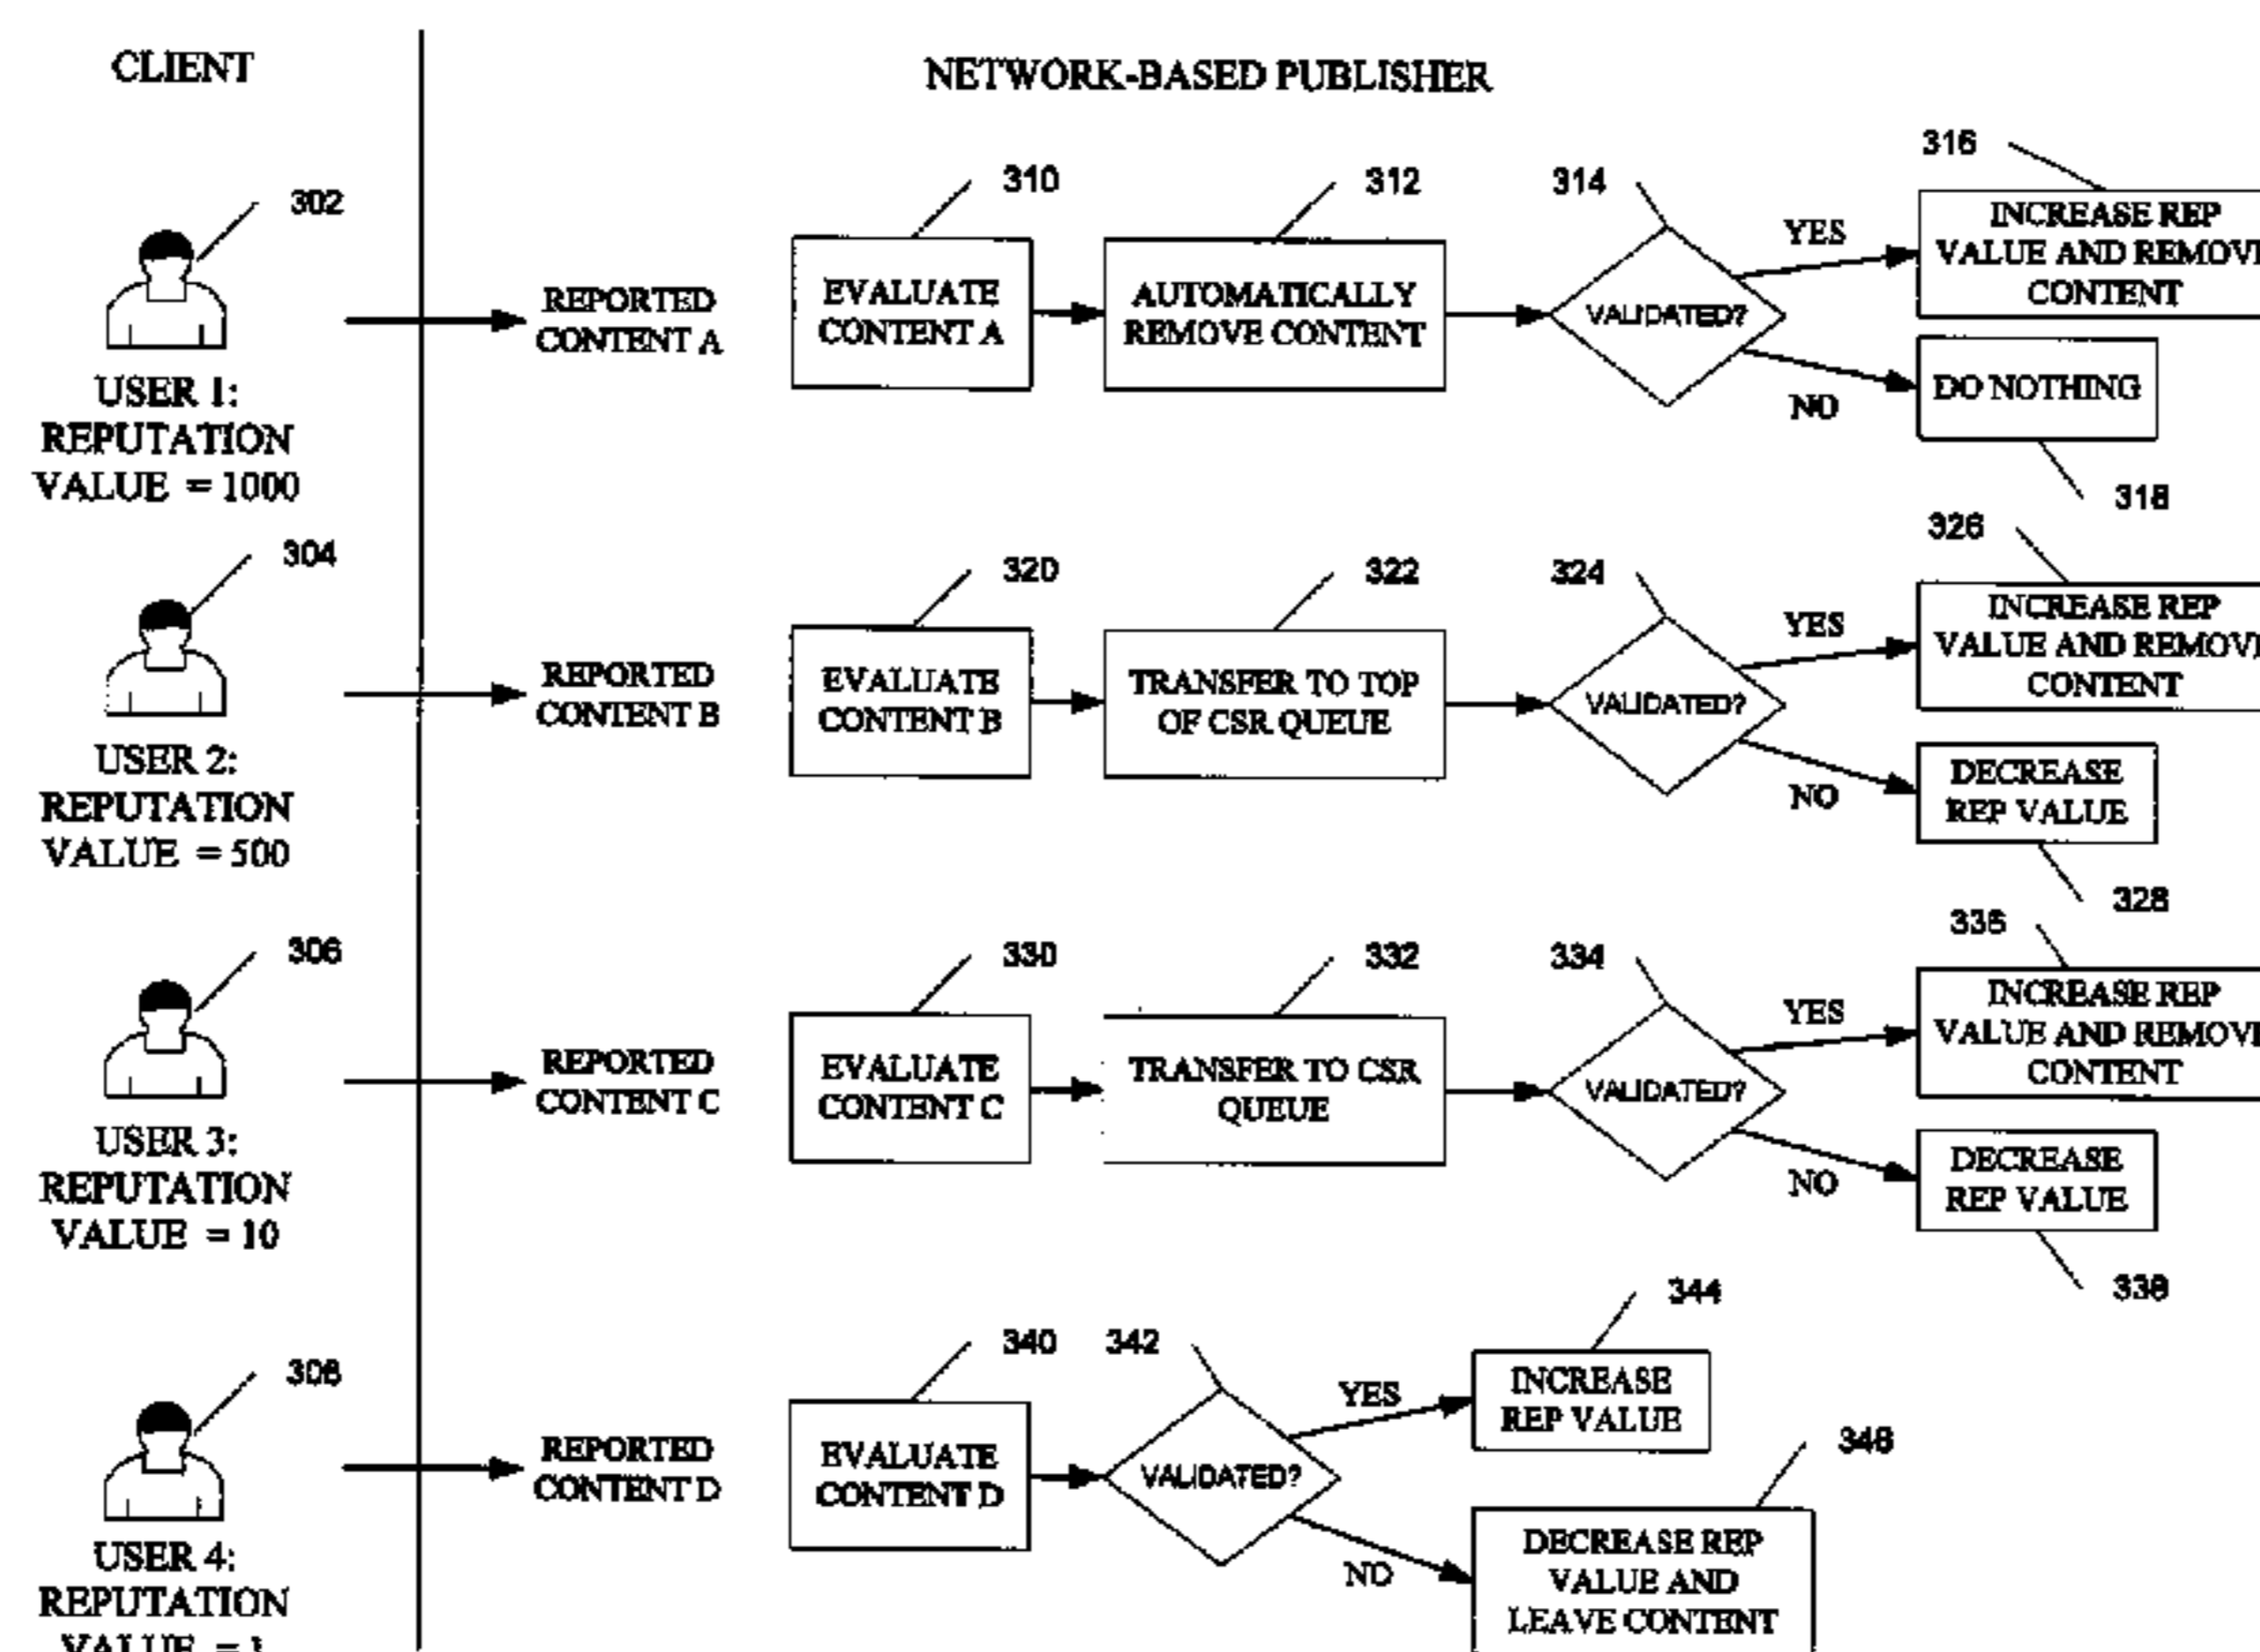 CLIENT
NETWORK-BASED PUBLISHER
302
USER 1:
REPUTATION
VALUE = 1000
REPORTED
CONTENT A
310
EVALUATE
CONTENT A
312
AUTOMATICALLY
REMOVE CONTENT
314
VALIDATED?
YES
NO
316
INCREASE REP
VALUE AND REMOVE
CONTENT
DO NOTHING
318
304
USER 2:
REPUTATION
VALUE = 500
REPORTED
CONTENT B
320
EVALUATE
CONTENT B
322
TRANSFER TO TOP
OF CSR QUEUE
324
VALIDATED?
YES
NO
326
INCREASE REP
VALUE AND REMOVE
CONTENT
DECREASE
REP VALUE
328
306
USER 3:
REPUTATION
VALUE = 10
REPORTED
CONTENT C
330
EVALUATE
CONTENT C
332
TRANSFER TO CSR
QUEUE
334
VALIDATED?
YES
NO
336
INCREASE REP
VALUE AND REMOVE
CONTENT
DECREASE
REP VALUE
338
308
USER 4:
REPUTATION
VALUE = 1
REPORTED
CONTENT D
340
EVALUATE
CONTENT D
342
VALIDATED?
YES
NO
344
INCREASE
REP VALUE
346
DECREASE REP
VALUE AND
LEAVE CONTENT